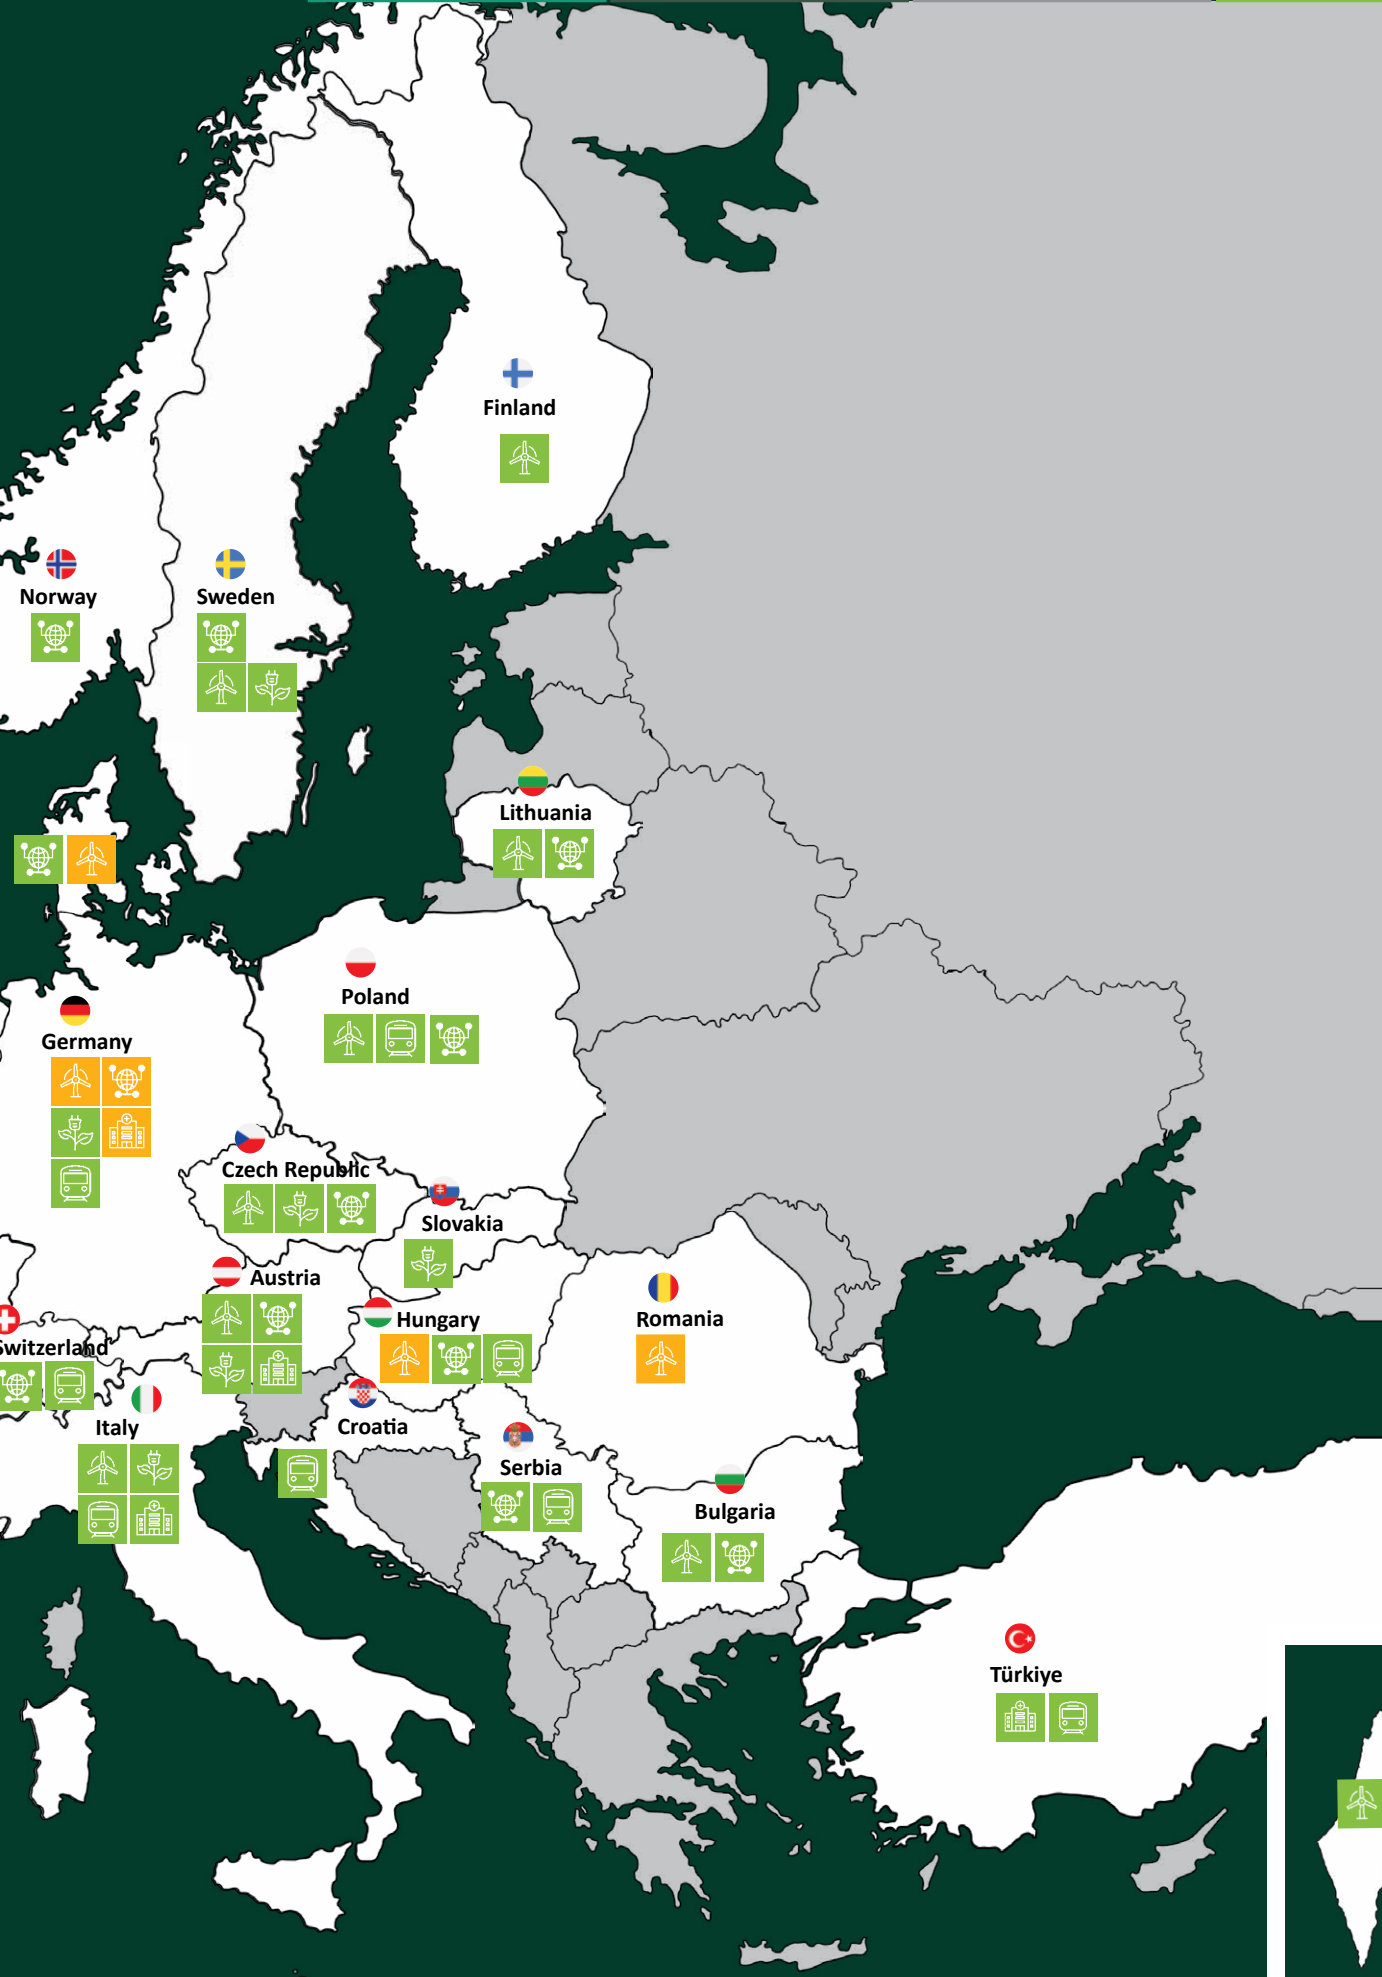 Finland
Norway
Sweden
Lithuania
Poland
Germany
Czech Republic
Slovakia
Austria
Hungary
Romania
Switzerland
Italy
Croatia
Serbia
Bulgaria
Türkiye